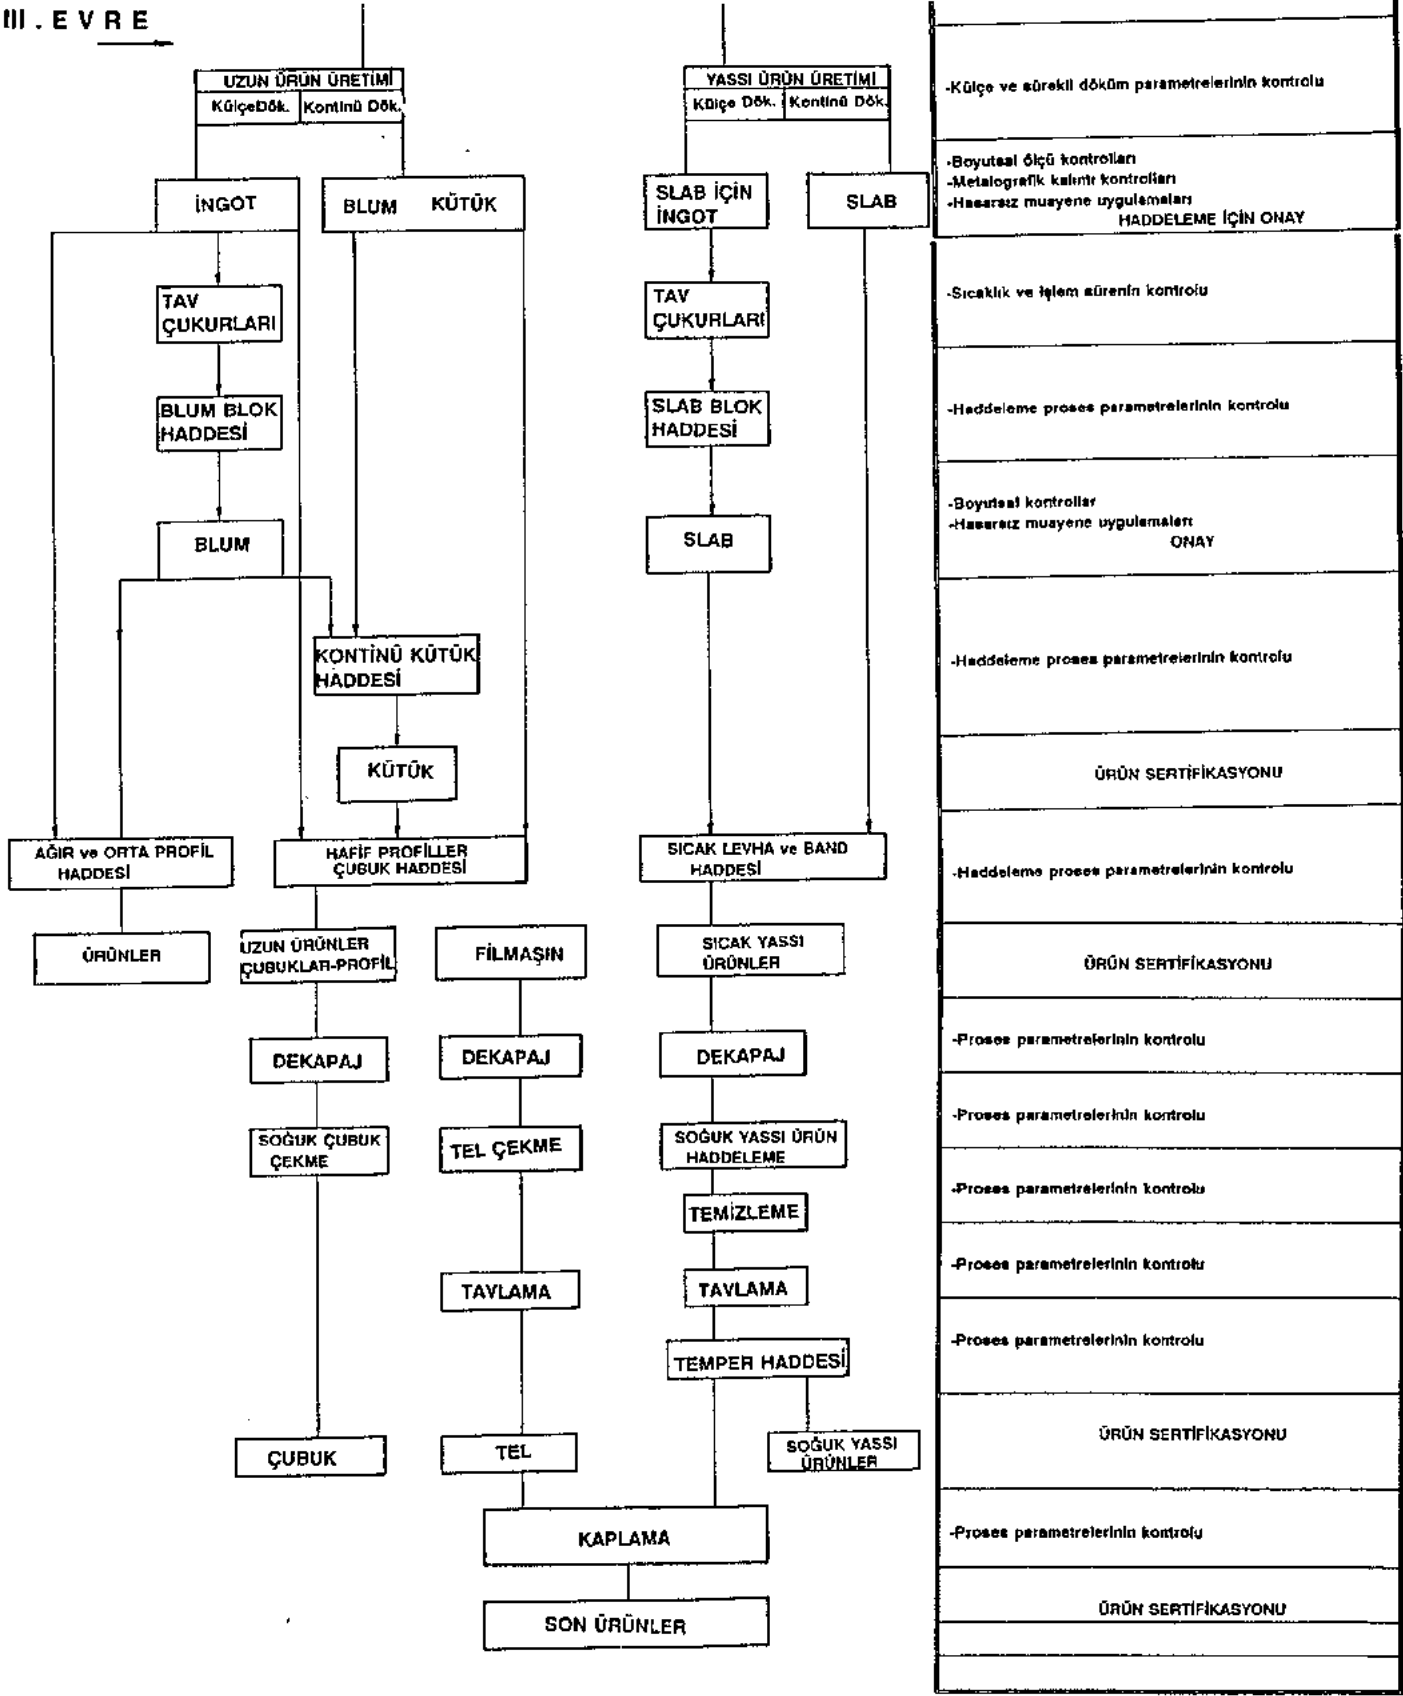 III. EVRE
UZUN ÜRÜN ÜRETİMİ
KülçeDök. Kontinü Dök.
YASSI ÜRÜN ÜRETİMİ
Külçe Dök. Kontinü Dök.
-Külçe ve sürekli döküm parametrelerinin kontrolu
İNGOT
BLUM KÜTÜK
SLAB İÇİN
İNGOT
SLAB
-Boyutsal ölçü kontrolları
-Metalografik kalıntı kontrolları
-Hasarsız muayene uygulamaları
HADDELEME İÇİN ONAY
TAV
ÇUKURLARI
TAV
ÇUKURLARI
-Sıcaklık ve işlem sürenin kontrolu
BLUM BLOK
HADDESİ
SLAB BLOK
HADDESİ
-Haddeleme proses parametrelerinin kontrolu
BLUM
SLAB
-Boyutsal kontrollar
-Hasarsız muayene uygulamaları
ONAY
KONTİNÜ KÜTÜK
HADDESİ
-Haddeleme proses parametrelerinin kontrolu
KÜTÜK
ÜRÜN SERTİFİKASYONU
AĞIR ve ORTA PROFİL
HADDESİ
HAFİF PROFİLLER
ÇUBUK HADDESİ
SICAK LEVHA ve BAND
HADDESİ
-Haddeleme proses parametrelerinin kontrolu
ÜRÜNLER
UZUN ÜRÜNLER
ÇUBUKLAR-PROFİL
FİLMAŞIN
SICAK YASSI
ÜRÜNLER
ÜRÜN SERTİFİKASYONU
DEKAPAJ
DEKAPAJ
DEKAPAJ
-Proses parametrelerinin kontrolu
SOĞUK ÇUBUK
ÇEKME
TEL ÇEKME
SOĞUK YASSI ÜRÜN
HADDELEME
-Proses parametrelerinin kontrolu
TEMİZLEME
-Proses parametrelerinin kontrolu
TAVLAMA
TAVLAMA
-Proses parametrelerinin kontrolu
TEMPER HADDESİ
-Proses parametrelerinin kontrolu
ÇUBUK
TEL
SOĞUK YASSI
ÜRÜNLER
ÜRÜN SERTİFİKASYONU
KAPLAMA
-Proses parametrelerinin kontrolu
SON ÜRÜNLER
ÜRÜN SERTİFİKASYONU